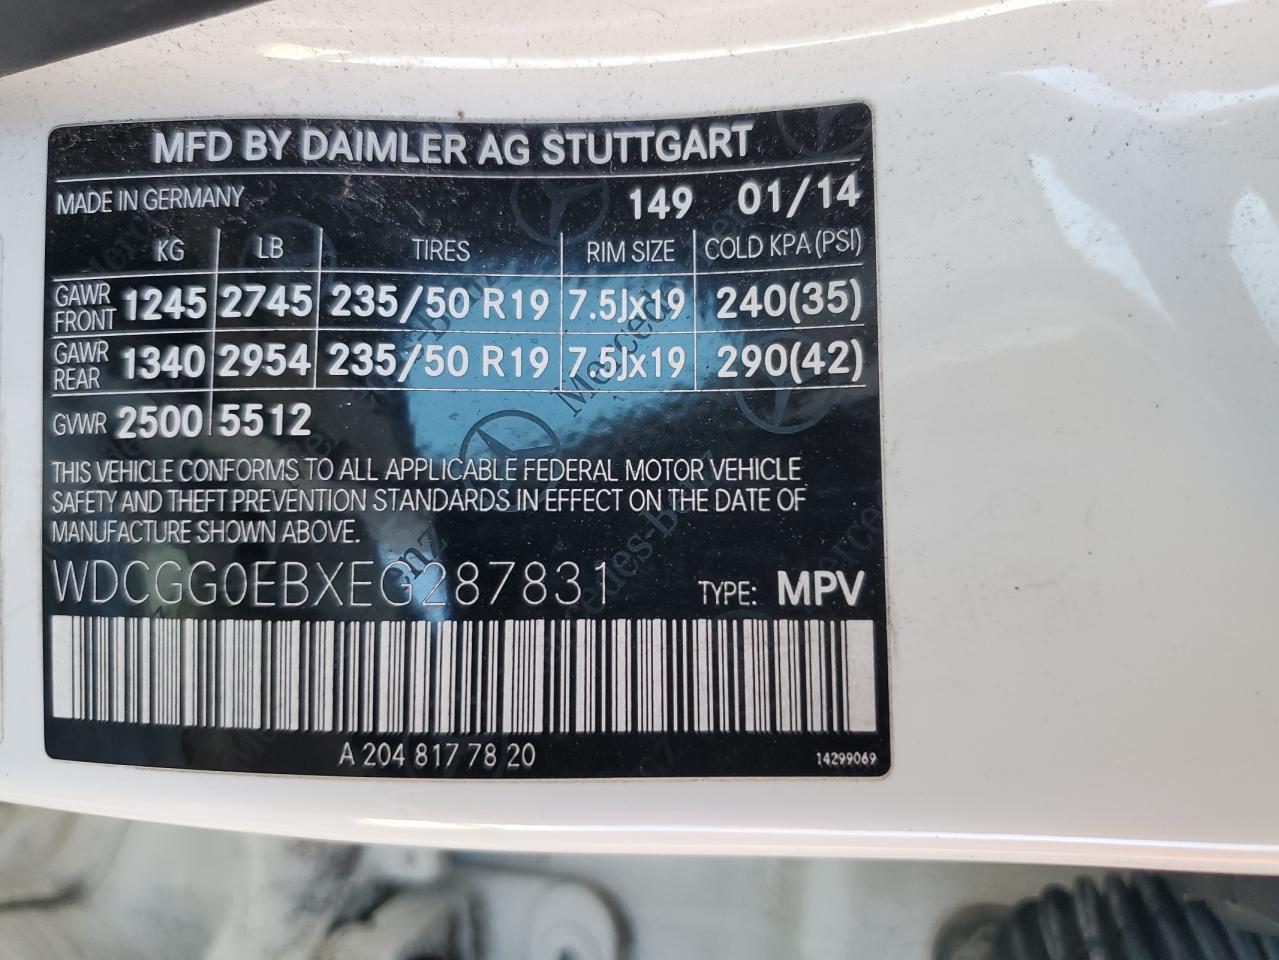 MFD BY DAIMLER AG STUTTGART
MADE IN GERMANY 149 01/14
KG LB TIRES RIM SIZE COLD KPA (PSI)
GAWR FRONT 1245 2745 235/50 R19 7.5Jx19 240(35)
GAWR REAR 1340 2954 235/50 R19 7.5Jx19 290(42)
GVWR 2500 5512
THIS VEHICLE CONFORMS TO ALL APPLICABLE FEDERAL MOTOR VEHICLE
SAFETY AND THEFT PREVENTION STANDARDS IN EFFECT ON THE DATE OF
MANUFACTURE SHOWN ABOVE.
WDCGG0EBXEG287831 TYPE: MPV
A 204 817 78 20 14299069